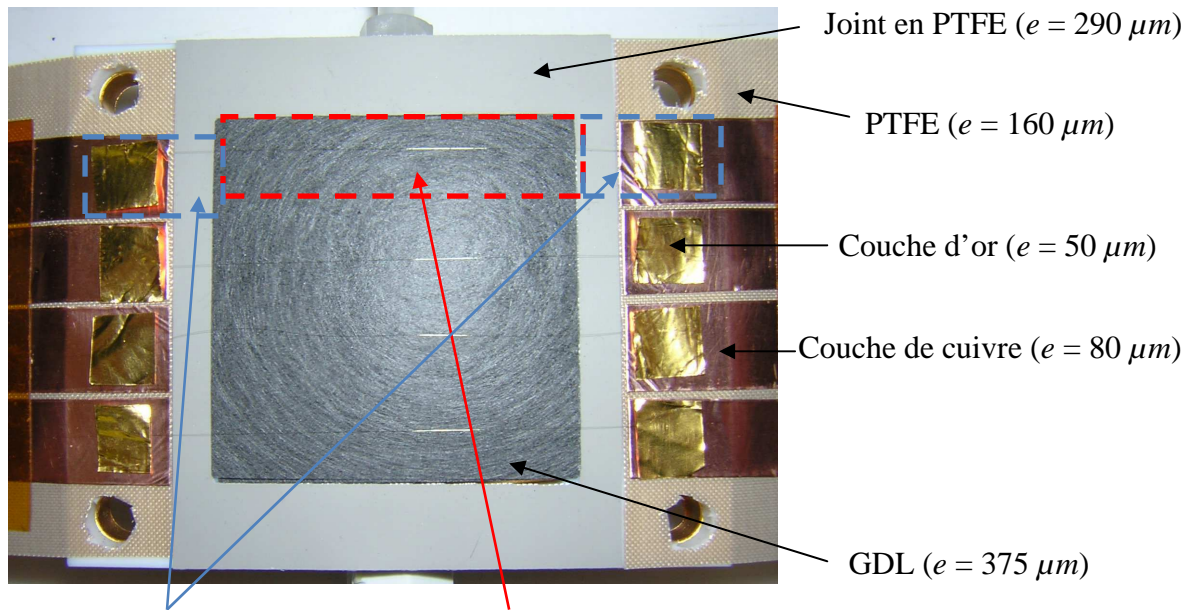 Joint en PTFE (e = 290 µm)
PTFE (e = 160 µm)
Couche d’or (e = 50 µm)
Couche de cuivre (e = 80 µm)
GDL (e = 375 µm)